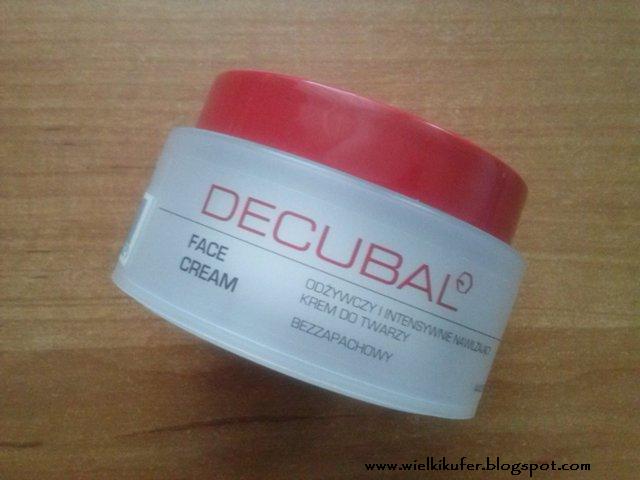 DECUBAL
FACE
CREAM
ODŻYWCZY I INTENSYWNIE NAWILŻAJĄCY
KREM DO TWARZY
BEZZAPACHOWY
www.wielkikufer.blogspot.com